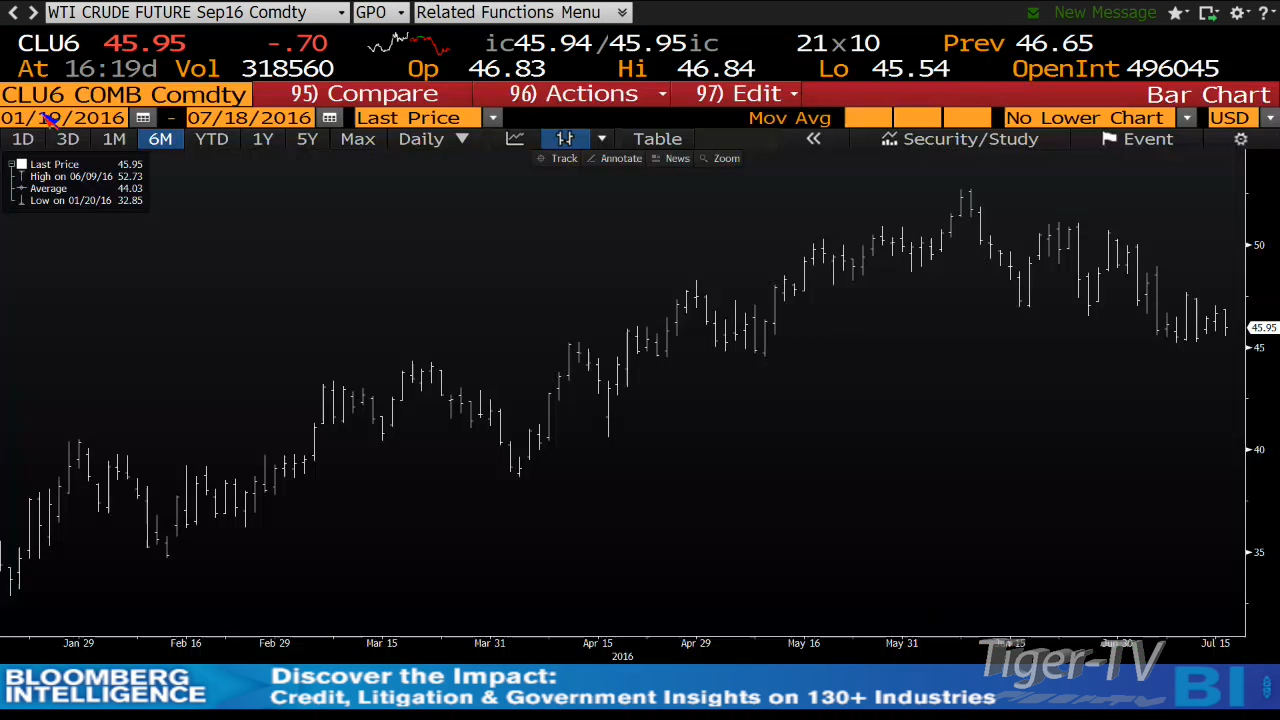 WTI CRUDE FUTURE Sep16 Comdty GPO Related Functions Menu New Message
CLU6 45.95 -.70 ic45.94/45.95ic 21x10 Prev 46.65
At 16:19d Vol 318560 Op 46.83 Hi 46.84 Lo 45.54 OpenInt 496045
CLU6 COMB Comdty 95) Compare 96) Actions 97) Edit Bar Chart
01/19/2016 - 07/18/2016 Last Price Mov Avg No Lower Chart USD
1D 3D 1M 6M YTD 1Y 5Y Max Daily Table Security/Study Event
Track Annotate News Zoom
Last Price 45.95
High on 06/09/16 52.73
Average 44.03
Low on 01/20/16 32.85
50
45.95
45
40
35
Jan 29 Feb 16 Feb 29 Mar 15 Mar 31 Apr 15 Apr 29 May 16 May 31 Jun 15 Jun 30 Jul 15
2016
Tiger-TV
BLOOMBERG
INTELLIGENCE
Discover the Impact:
Credit, Litigation & Government Insights on 130+ Industries
BI